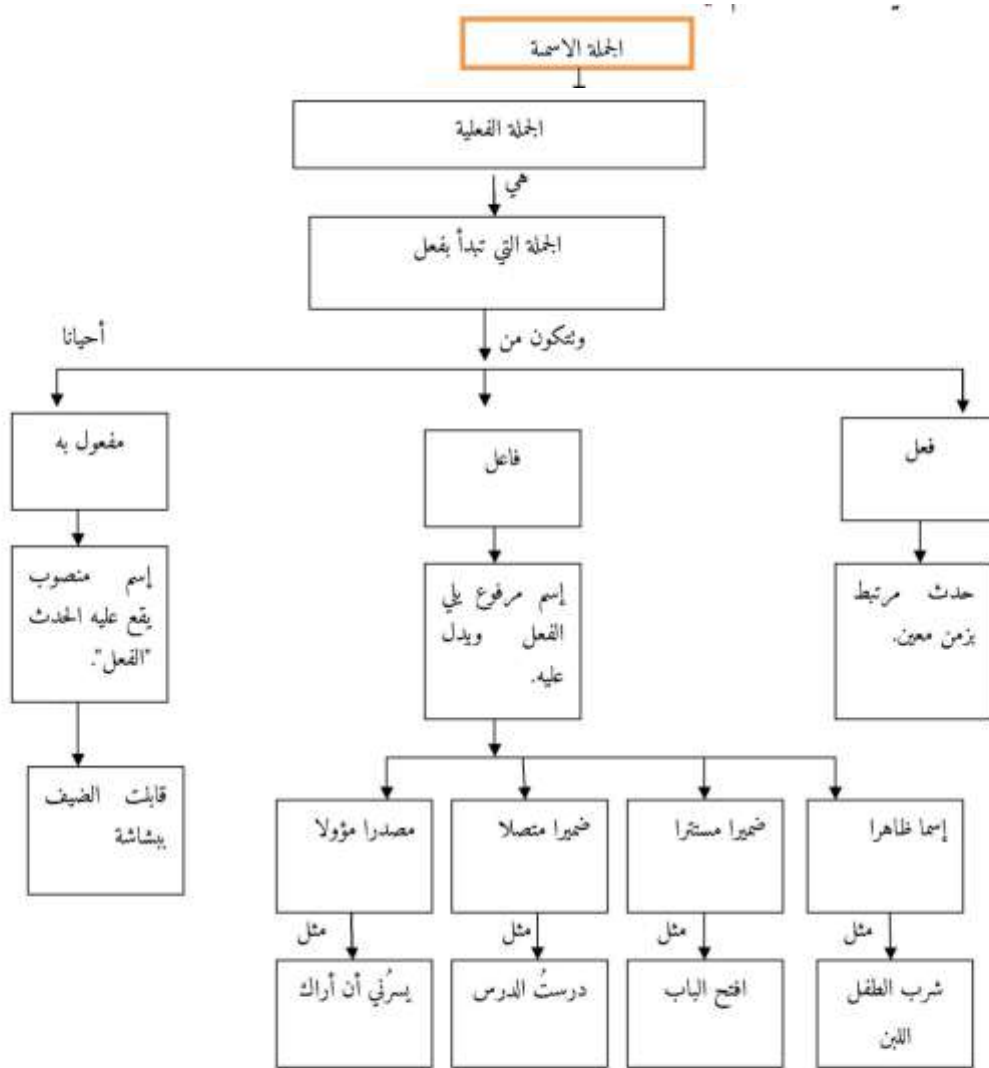 الجملة الاسمية
الجملة الفعلية
هي
الجملة التي تبدأ بفعل
وتتكون من
أحيانا
فعل
فاعل
مفعول به
حدث مرتبط
بزمن معين.
إسم مرفوع يلي
الفعل ويدل
عليه.
إسم منصوب
يقع عليه الحدث
"الفعل".
قابلت الضيف
ببشاشة
إسما ظاهرا
ضميرا مستترا
ضميرا متصلا
مصدرا مؤولا
مثل
مثل
مثل
مثل
شرب الطفل
اللبن
افتح الباب
درستُ الدرس
يسرُني أن أراك